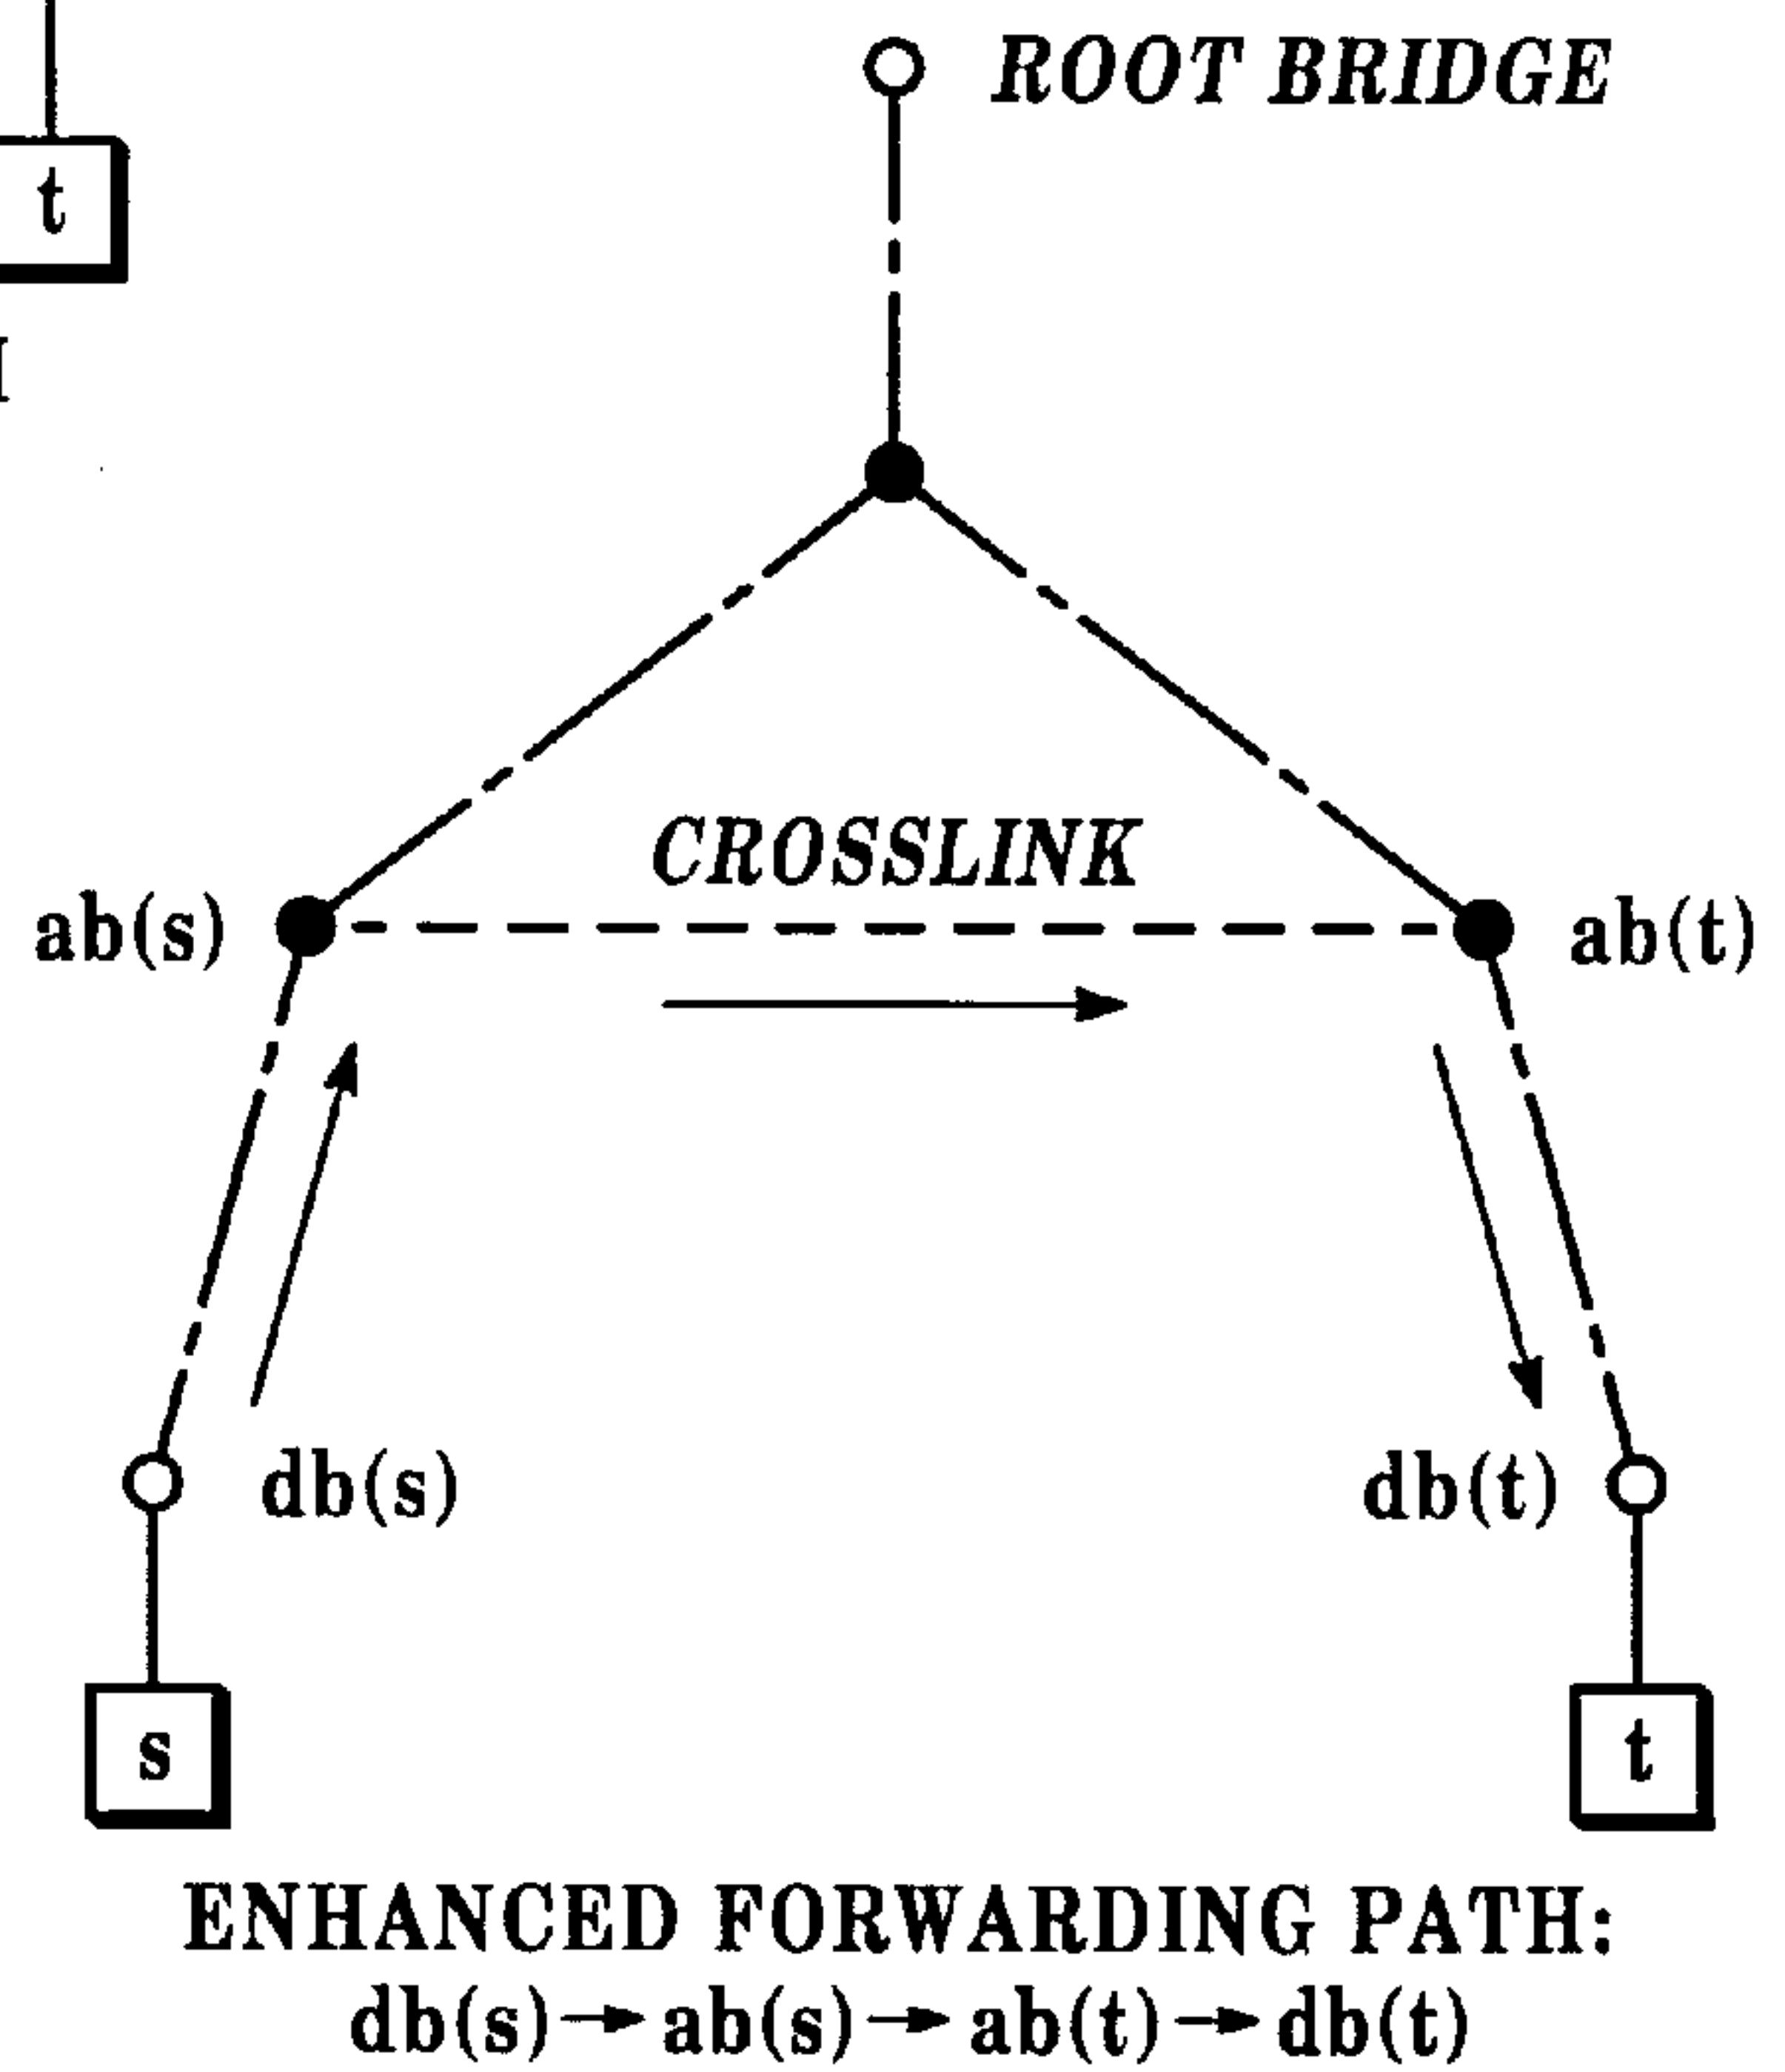 ROOT BRIDGE
t
CROSSLINK
ab(s)
ab(t)
db(s)
db(t)
s
t
ENHANCED FORWARDING PATH:
db(s) → ab(s) → ab(t) → db(t)